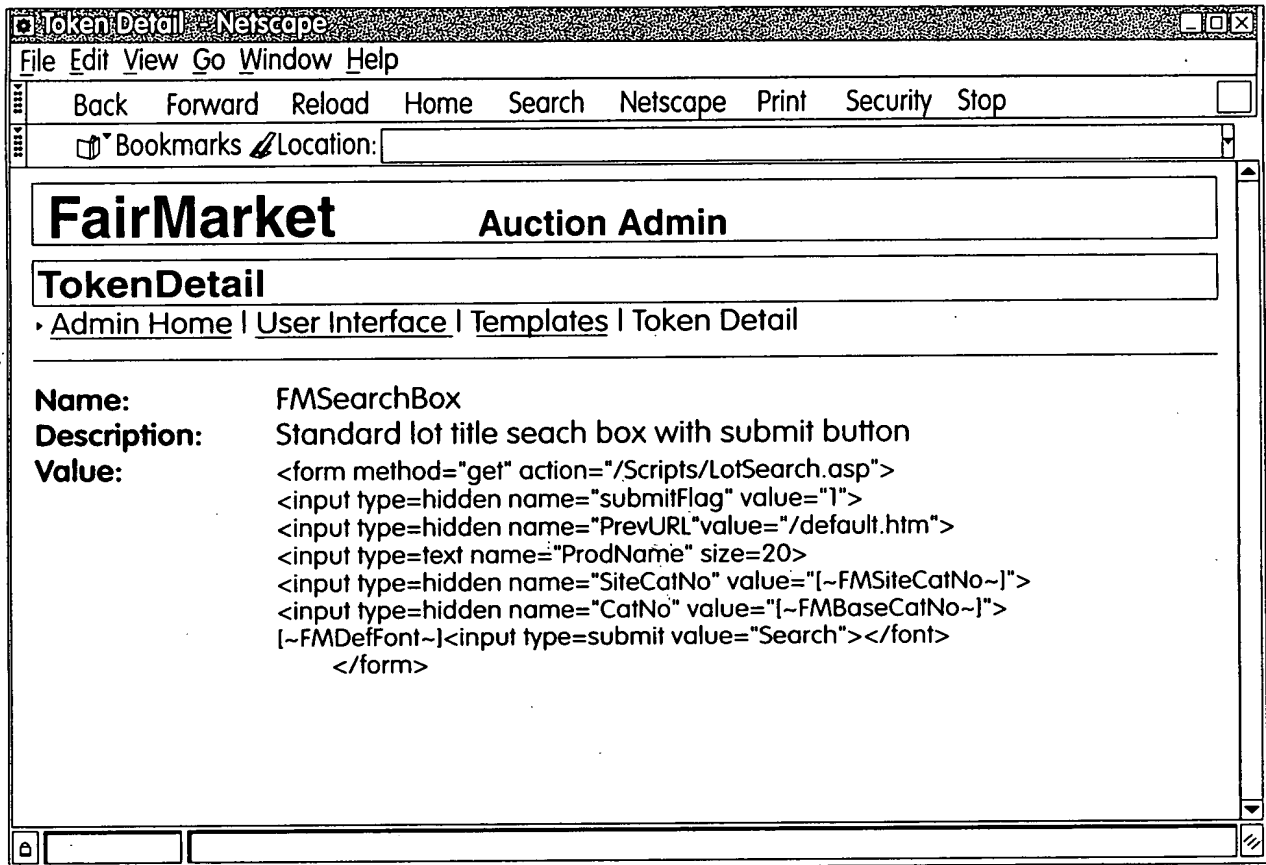 Token Detail - Netscape
File Edit View Go Window Help
Back Forward Reload Home Search Netscape Print Security Stop
Bookmarks Location:
FairMarket Auction Admin
TokenDetail
Admin Home | User Interface | Templates | Token Detail
Name: FMSearchBox
Description: Standard lot title seach box with submit button
Value: <form method="get" action="/Scripts/LotSearch.asp">
<input type=hidden name="submitFlag" value="1">
<input type=hidden name="PrevURL"value="/default.htm">
<input type=text name="ProdName" size=20>
<input type=hidden name="SiteCatNo" value="[~FMSiteCatNo~]">
<input type=hidden name="CatNo" value="[~FMBaseCatNo~]">
[~FMDefFont~]<input type=submit value="Search"></font>
</form>